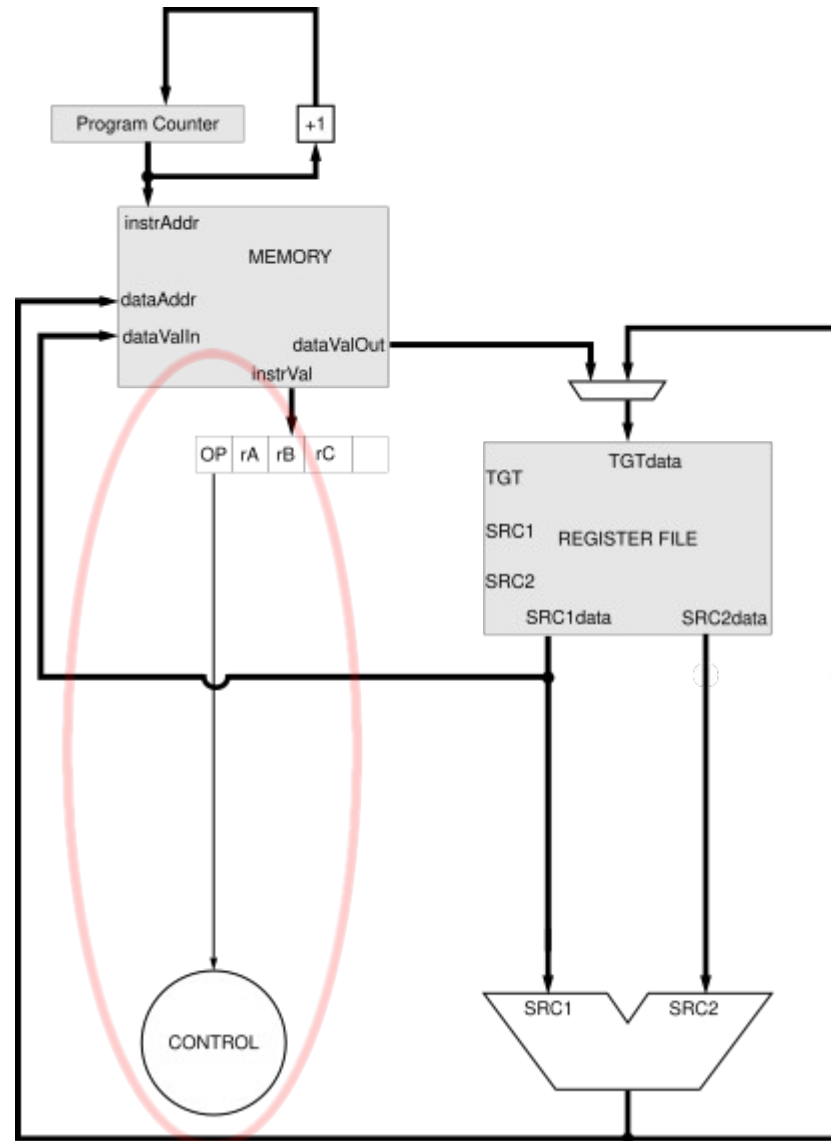 Program Counter
+1
instrAddr
MEMORY
dataAddr
dataValIn
dataValOut
instrVal
OP rA rB rC
TGTdata
TGT
SRC1
REGISTER FILE
SRC2
SRC1data
SRC2data
SRC1
SRC2
CONTROL